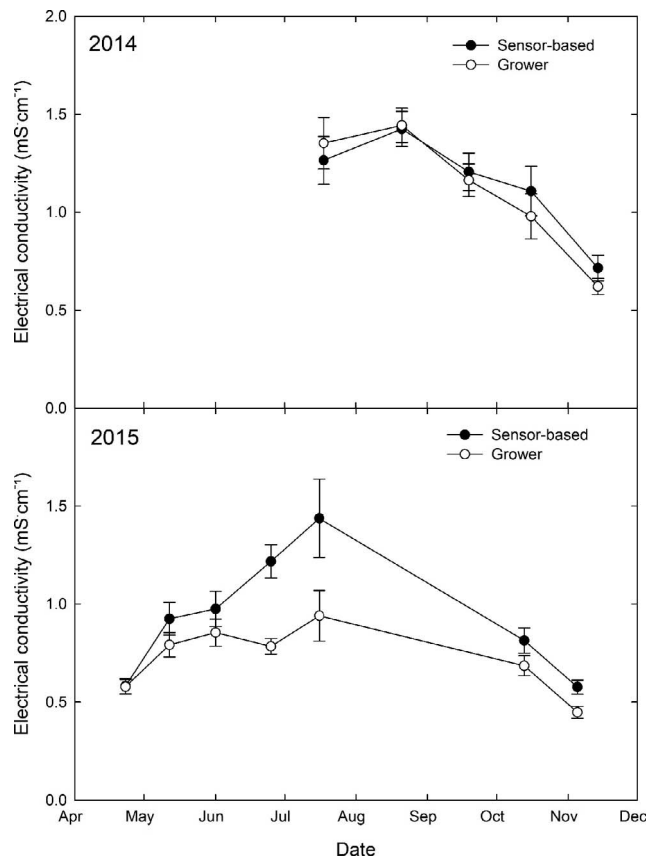 2014
Sensor-based
Grower
2.0
1.5
1.0
0.5
0.0
Electrical conductivity (mS·cm⁻¹)
2015
Sensor-based
Grower
1.5
1.0
0.5
0.0
Electrical conductivity (mS·cm⁻¹)
Apr May Jun Jul Aug Sep Oct Nov Dec
Date